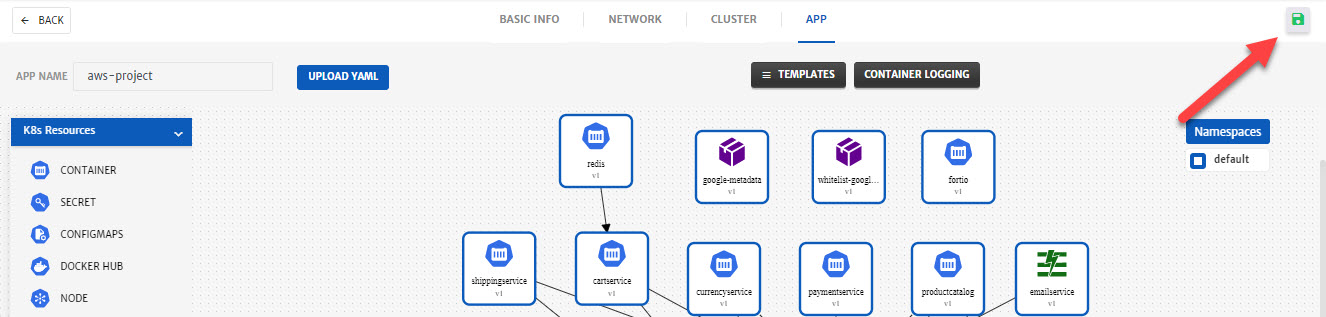 BACK
BASIC INFO
NETWORK
CLUSTER
APP
APP NAME
aws-project
UPLOAD YAML
TEMPLATES
CONTAINER LOGGING
K8s Resources
CONTAINER
SECRET
CONFIGMAPS
DOCKER HUB
NODE
redis
v1
google-metadata
v1
whitelist-googl...
v1
fortio
v1
Namespaces
default
shippingservice
v1
cartservice
v1
currencyservice
v1
paymentservice
v1
productcatalog
v1
emailservice
v1